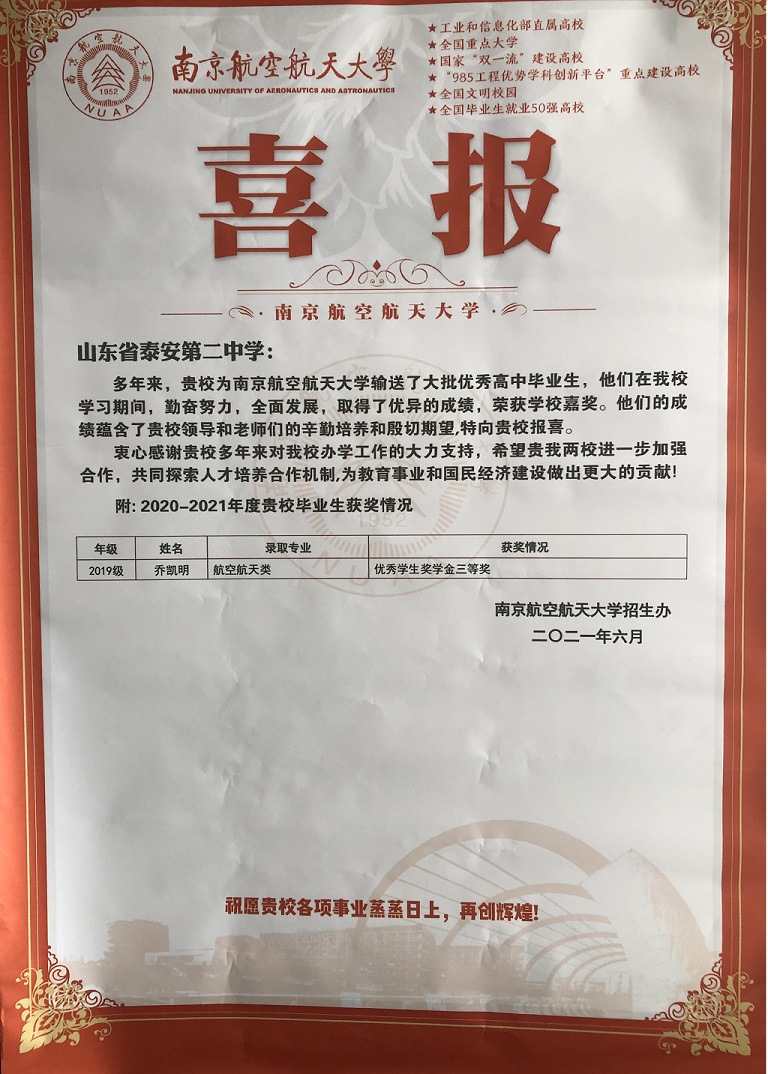 南京航空航天大學
1952
NUAA
南京航空航天大學
NANJING UNIVERSITY OF AERONAUTICS AND ASTRONAUTICS
★工业和信息化部直属高校
★全国重点大学
★国家“双一流”建设高校
★“985工程优势学科创新平台”重点建设高校
★全国文明校园
★全国毕业生就业50强高校
喜报
·南京航空航天大学·
山东省泰安第二中学：
多年来，贵校为南京航空航天大学输送了大批优秀高中毕业生，他们在我校
学习期间，勤奋努力，全面发展，取得了优异的成绩，荣获学校嘉奖。他们的成
绩蕴含了贵校领导和老师们的辛勤培养和殷切期望,特向贵校报喜。
衷心感谢贵校多年来对我校办学工作的大力支持，希望贵我两校进一步加强
合作，共同探索人才培养合作机制,为教育事业和国民经济建设做出更大的贡献!
附: 2020-2021年度贵校毕业生获奖情况
年级 姓名 录取专业 获奖情况
2019级 乔凯明 航空航天类 优秀学生奖学金三等奖
1952
NUAA
南京航空航天大学招生办
二〇二一年六月
祝愿贵校各项事业蒸蒸日上，再创辉煌!